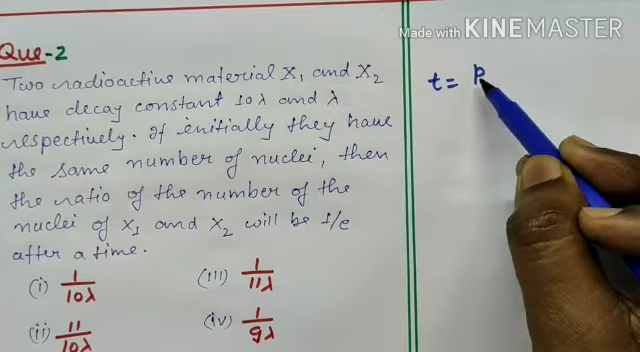 Made with KINEMASTER
Que-2
Two radioactive material X₁ and X₂
have decay constant 10λ and λ
respectively. If enitially they have
the same number of nuclei, then
the ratio of the number of the
nuclei of X₁ and X₂ will be 1/e
after a time.
(i) 1/10λ (iii) 1/11λ
(ii) 11/10λ (iv) 1/9λ
t =